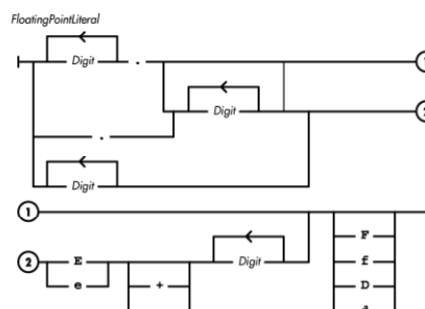 FloatingPointLiteral
Digit .
Digit
.
Digit
1
2 E
e
+
Digit
F
f
D